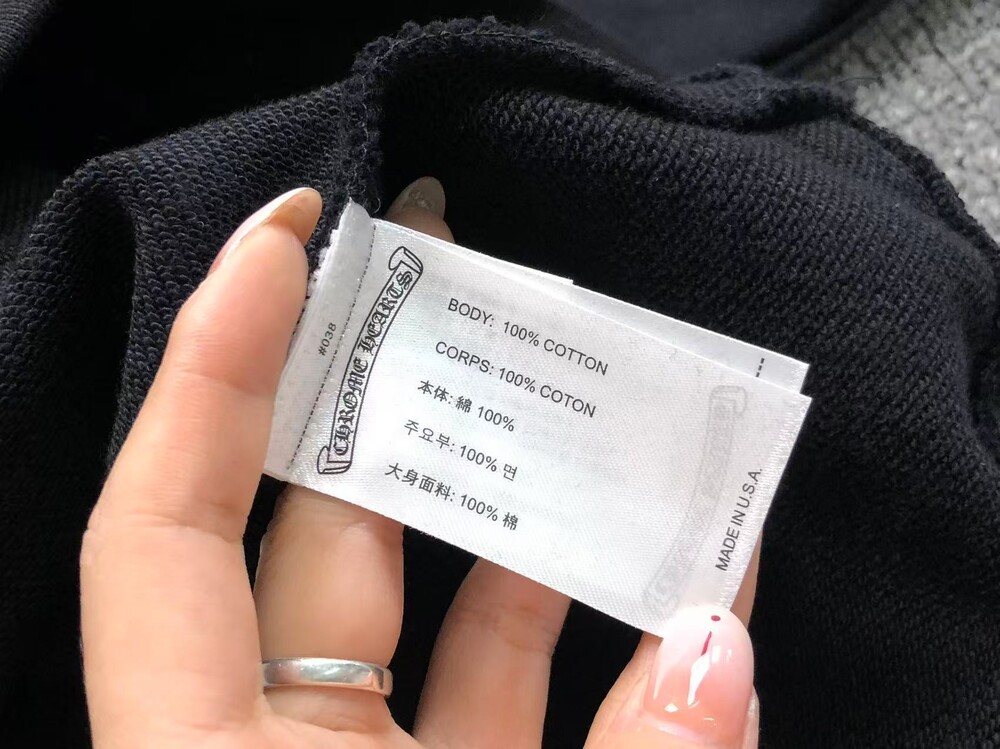 #038
CHROME HEARTS
BODY: 100% COTTON
CORPS: 100% COTON
本体: 綿 100%
주요부: 100% 면
大身面料: 100% 棉
MADE IN U.S.A.